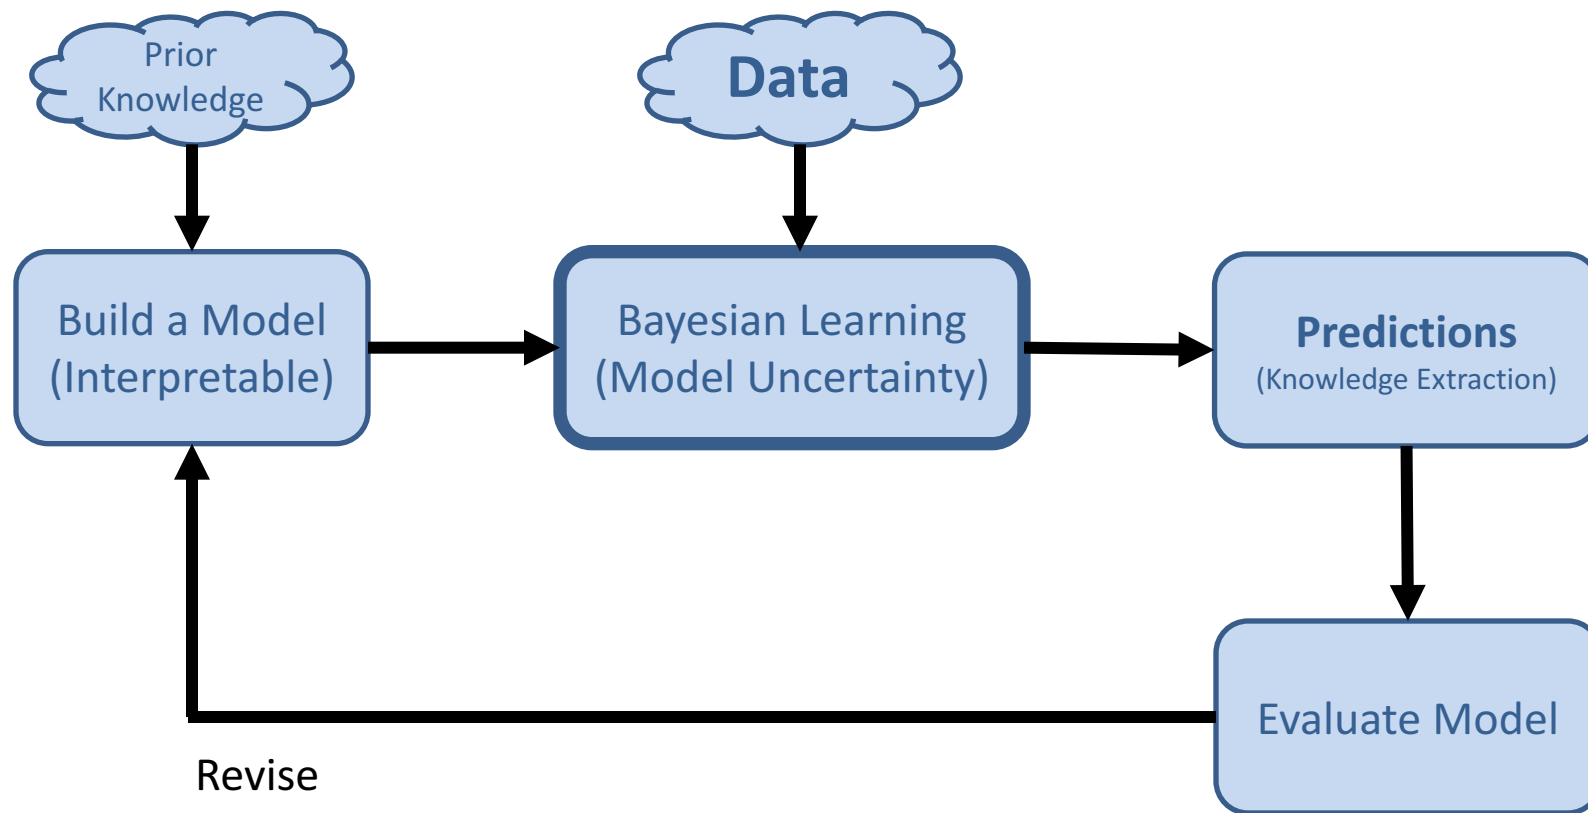 Prior
Knowledge
Data
Build a Model
(Interpretable)
Bayesian Learning
(Model Uncertainty)
Predictions
(Knowledge Extraction)
Evaluate Model
Revise